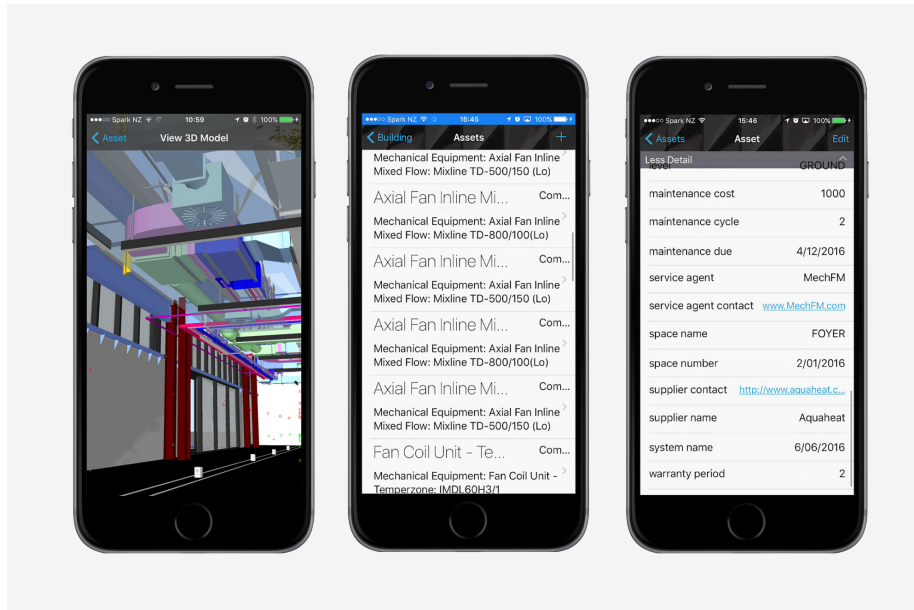 ●●●○○ Spark NZ 10:59 100%
Asset View 3D Model
●●●○○ Spark NZ 15:45 100%
Building Assets +
Mechanical Equipment: Axial Fan Inline
Mixed Flow: Mixline TD-500/150 (Lo)
Axial Fan Inline Mi... Com...
Mechanical Equipment: Axial Fan Inline
Mixed Flow: Mixline TD-800/100(Lo)
Axial Fan Inline Mi... Com...
Mechanical Equipment: Axial Fan Inline
Mixed Flow: Mixline TD-500/150 (Lo)
Axial Fan Inline Mi... Com...
Mechanical Equipment: Axial Fan Inline
Mixed Flow: Mixline TD-800/100(Lo)
Axial Fan Inline Mi... Com...
Mechanical Equipment: Axial Fan Inline
Mixed Flow: Mixline TD-500/150 (Lo)
Fan Coil Unit - Te... Com...
Mechanical Equipment: Fan Coil Unit -
Temperzone: IMDL60H3/1
●●●○○ Spark NZ 15:46 100%
Assets Asset Edit
Less Detail
level GROUND
maintenance cost 1000
maintenance cycle 2
maintenance due 4/12/2016
service agent MechFM
service agent contact www.MechFM.com
space name FOYER
space number 2/01/2016
supplier contact http://www.aquaheat.c...
supplier name Aquaheat
system name 6/06/2016
warranty period 2